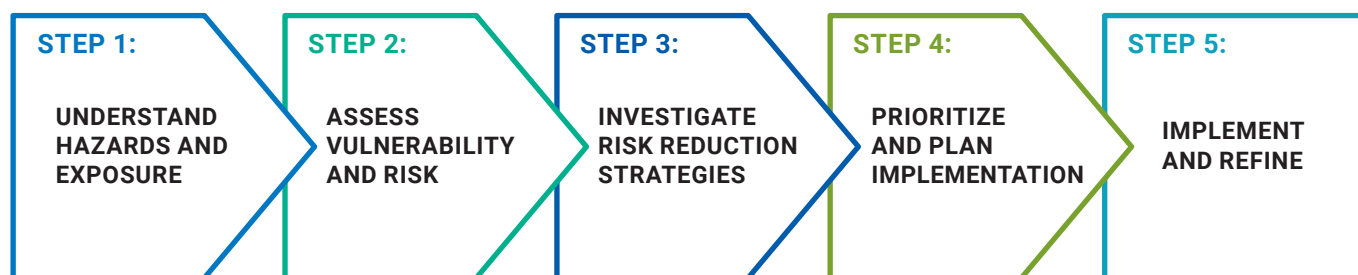 STEP 1:
UNDERSTAND
HAZARDS AND
EXPOSURE
STEP 2:
ASSESS
VULNERABILITY
AND RISK
STEP 3:
INVESTIGATE
RISK REDUCTION
STRATEGIES
STEP 4:
PRIORITIZE
AND PLAN
IMPLEMENTATION
STEP 5:
IMPLEMENT
AND REFINE